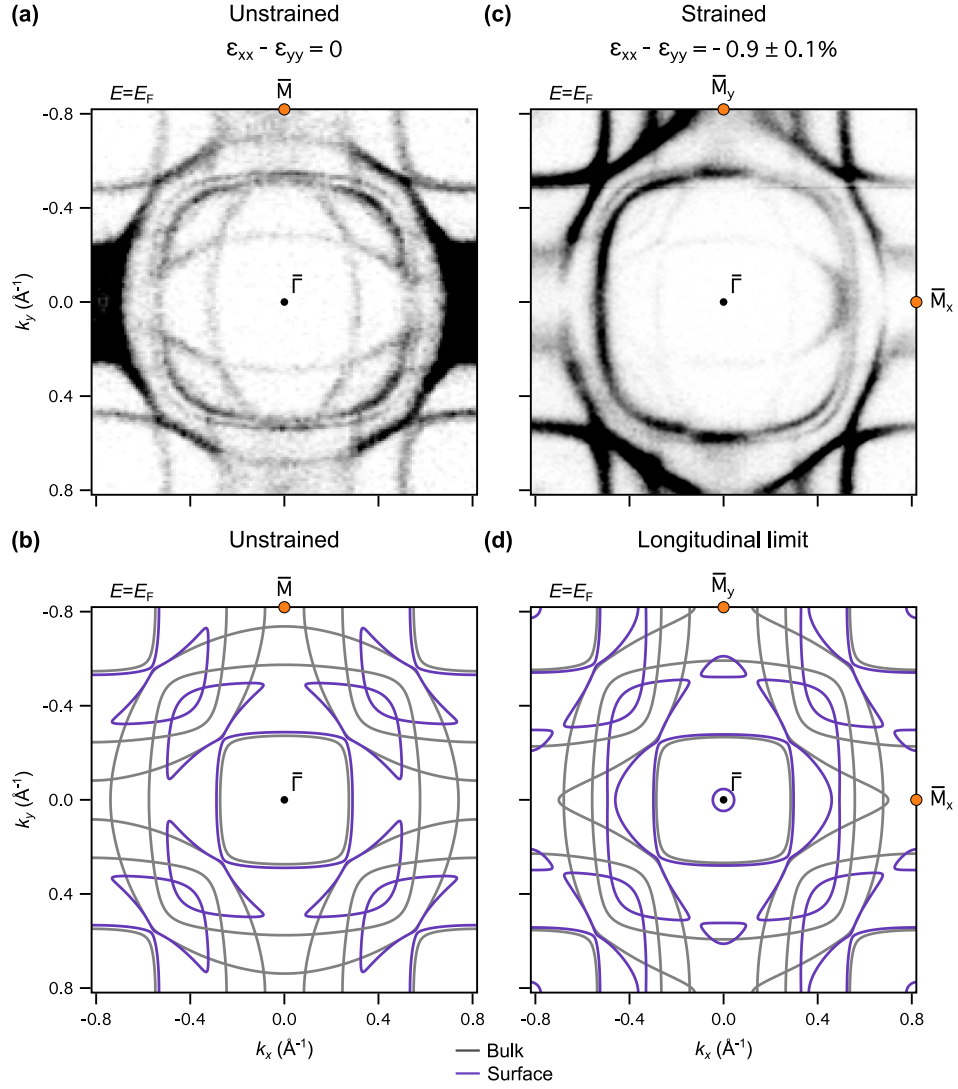 (a) Unstrained
εxx - εyy = 0
E=EF
M̅
-0.8
-0.4
0.0
0.4
0.8
ky (Å⁻¹)
Γ̅
(c) Strained
εxx - εyy = - 0.9 ± 0.1%
E=EF
M̅y
Γ̅
M̅x
(b) Unstrained
E=EF
M̅
-0.8
-0.4
0.0
0.4
0.8
ky (Å⁻¹)
Γ̅
-0.8 -0.4 0.0 0.4 0.8
kx (Å⁻¹)
(d) Longitudinal limit
E=EF
M̅y
Γ̅
M̅x
-0.8 -0.4 0.0 0.4 0.8
kx (Å⁻¹)
Bulk
Surface